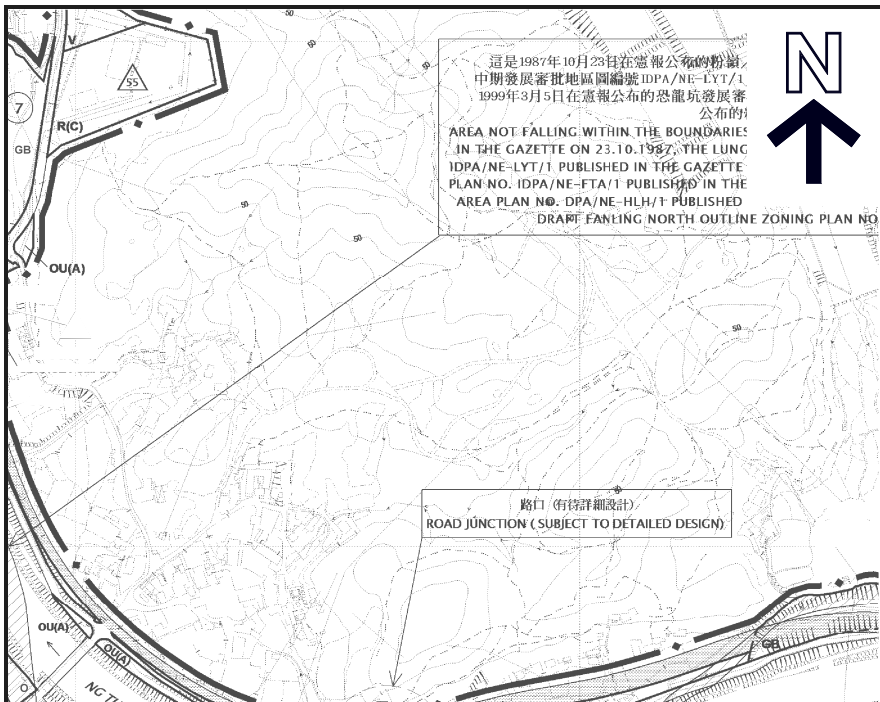 50
50
50
50
V
55
7
R(C)
GB
這是1987年10月23日在憲報公布的粉嶺
中期發展審批地區圖編號IDPA/NE-LYT/1
1999年3月5日在憲報公布的恐龍坑發展審
公布的
AREA NOT FALLING WITHIN THE BOUNDARIES
IN THE GAZETTE ON 23.10.1987, THE LUNG
IDPA/NE-LYT/1 PUBLISHED IN THE GAZETTE
PLAN NO. IDPA/NE-FTA/1 PUBLISHED IN THE
AREA PLAN NO. DPA/NE-HLH/1 PUBLISHED
DRAFT FANLING NORTH OUTLINE ZONING PLAN NO
N
50
50
OU(A)
50
50
路口 (有待詳細設計)
ROAD JUNCTION ( SUBJECT TO DETAILED DESIGN)
OU(A)
OU(A)
GB
O